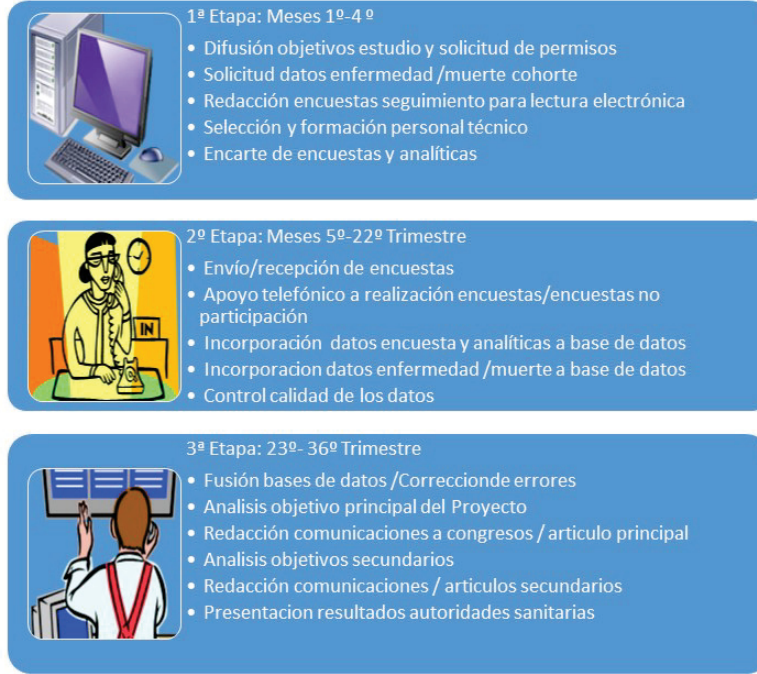 1ª Etapa: Meses 1º-4 º
• Difusión objetivos estudio y solicitud de permisos
• Solicitud datos enfermedad /muerte cohorte
• Redacción encuestas seguimiento para lectura electrónica
• Selección y formación personal técnico
• Encarte de encuestas y analíticas
2º Etapa: Meses 5º-22º Trimestre
• Envío/recepción de encuestas
• Apoyo telefónico a realización encuestas/encuestas no
participación
• Incorporación datos encuesta y analíticas a base de datos
• Incorporacion datos enfermedad /muerte a base de datos
• Control calidad de los datos
IN
3ª Etapa: 23º- 36º Trimestre
• Fusión bases de datos /Correccionde errores
• Analisis objetivo principal del Proyecto
• Redacción comunicaciones a congresos / articulo principal
• Analisis objetivos secundarios
• Redacción comunicaciones / articulos secundarios
• Presentacion resultados autoridades sanitarias